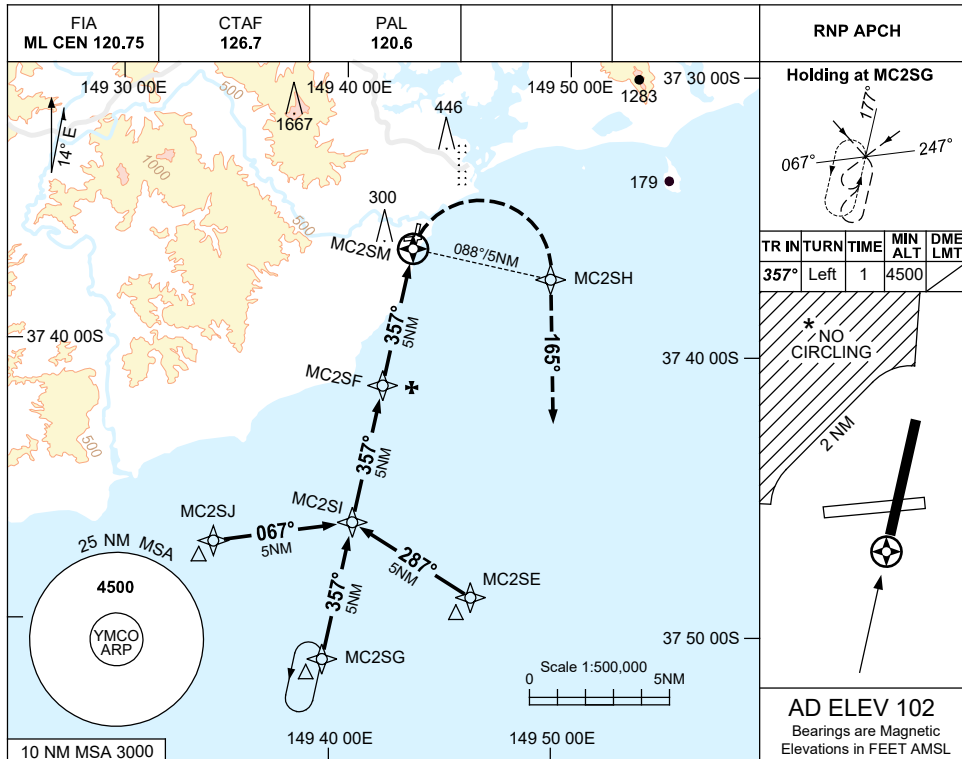 FIA
ML CEN 120.75
CTAF
126.7
PAL
120.6
RNP APCH
149 30 00E
149 40 00E
149 50 00E
37 30 00S
14° E
500
1667
446
1283
1000
179
500
300
MC2SM
088°/5NM
MC2SH
357°
5NM
165°
37 40 00S
37 40 00S
MC2SF
500
357°
5NM
MC2SJ
MC2SI
067°
5NM
287°
5NM
MC2SE
25 NM MSA
4500
YMCO
ARP
357°
5NM
MC2SG
37 50 00S
Scale 1:500,000
0
5NM
149 40 00E
149 50 00E
10 NM MSA 3000
Holding at MC2SG
177°
067°
247°
TR IN TURN TIME MIN ALT DME LMT
357° Left 1 4500
* NO
CIRCLING
2 NM
AD ELEV 102
Bearings are Magnetic
Elevations in FEET AMSL